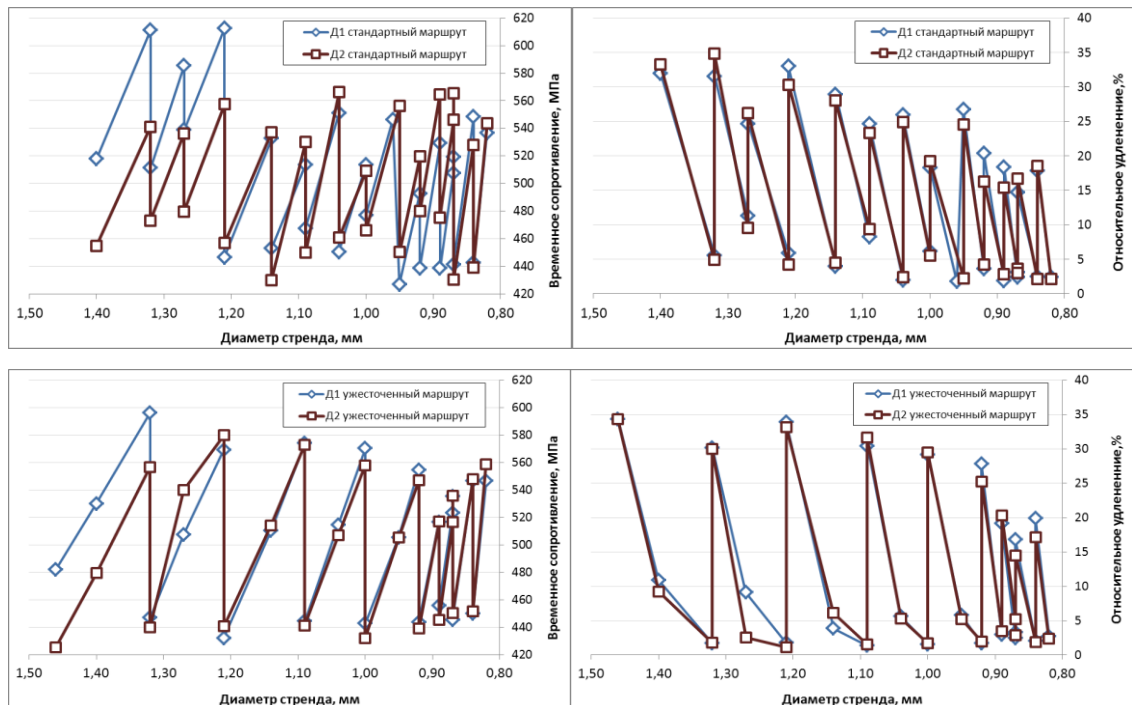 Д1 стандартный маршрут
Д2 стандартный маршрут
620
600
580
560
540
520
500
480
460
440
420
Временное сопротивление, МПа
1,50 1,40 1,30 1,20 1,10 1,00 0,90 0,80
Диаметр стренда, мм
Д1 стандартный маршрут
Д2 стандартный маршрут
40
35
30
25
20
15
10
5
0
Относительное удлененние,%
1,50 1,40 1,30 1,20 1,10 1,00 0,90 0,80
Диаметр стренда, мм
Д1 ужесточенный маршрут
Д2 ужесточенный маршрут
620
600
580
560
540
520
500
480
460
440
420
Временное сопротивление, МПа
1,50 1,40 1,30 1,20 1,10 1,00 0,90 0,80
Диаметр стренда, мм
Д1 ужесточенный маршрут
Д2 ужесточенный маршрут
40
35
30
25
20
15
10
5
0
Относительное удлененние,%
1,50 1,40 1,30 1,20 1,10 1,00 0,90 0,80
Диаметр стренда, мм